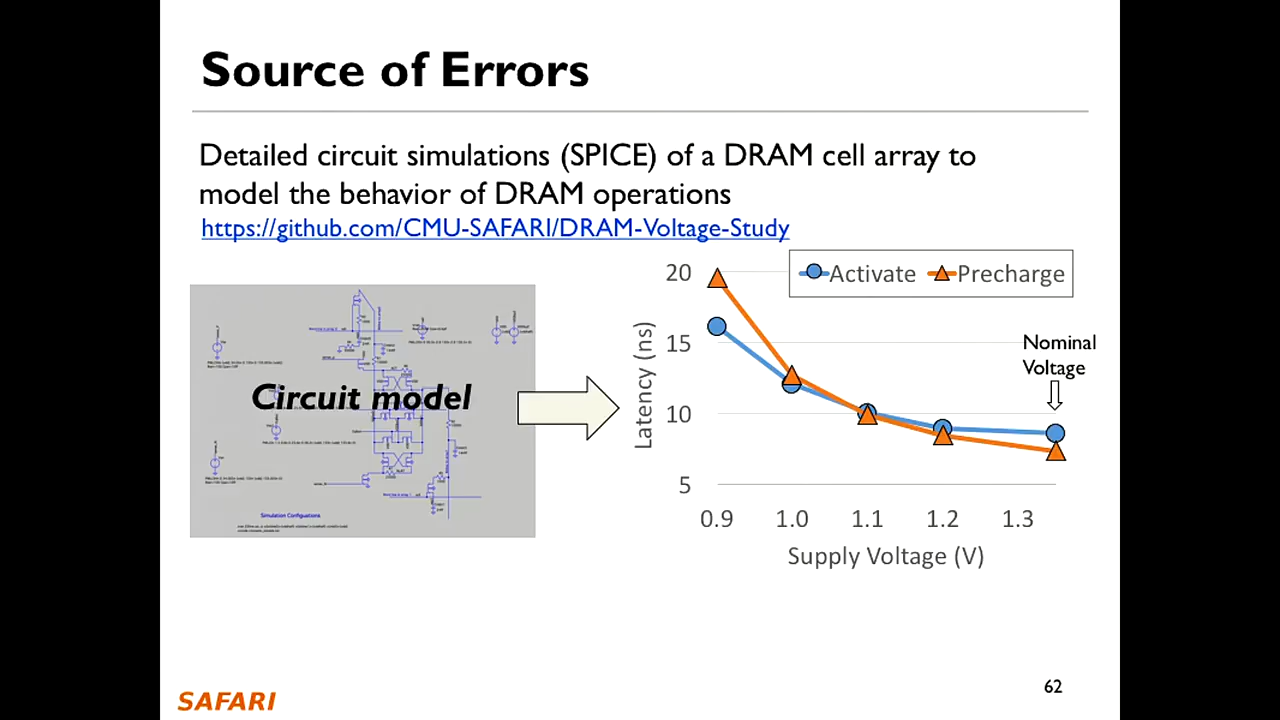 Source of Errors
Detailed circuit simulations (SPICE) of a DRAM cell array to
model the behavior of DRAM operations
https://github.com/CMU-SAFARI/DRAM-Voltage-Study
Circuit model
Simulation Configurations
Activate
Precharge
Latency (ns)
20
15
10
5
Nominal
Voltage
0.9
1.0
1.1
1.2
1.3
Supply Voltage (V)
62
SAFARI